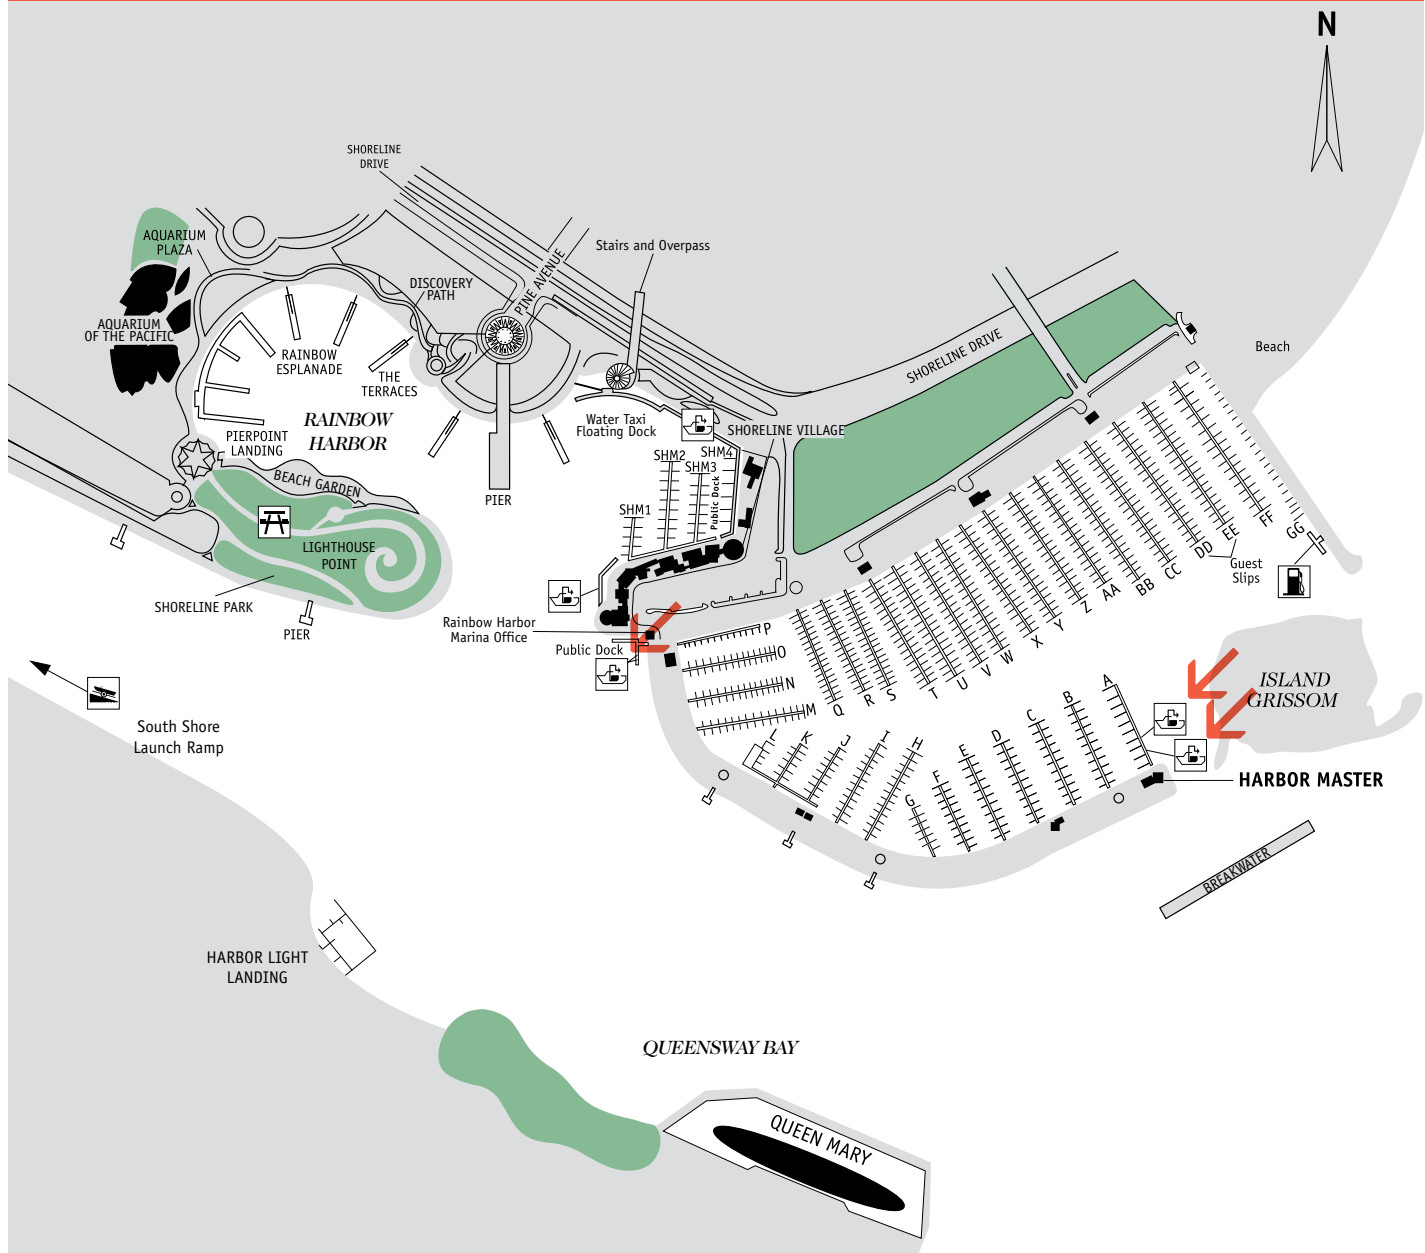 N
SHORELINE
DRIVE
AQUARIUM
PLAZA
Stairs and Overpass
PINE AVENUE
DISCOVERY
PATH
AQUARIUM
OF THE PACIFIC
RAINBOW
ESPLANADE
THE
TERRACES
SHORELINE DRIVE
Beach
RAINBOW
HARBOR
Water Taxi
Floating Dock
SHORELINE VILLAGE
PIERPOINT
LANDING
BEACH GARDEN
PIER
SHM2
SHM3
SHM4
SHM1
Public Dock
LIGHTHOUSE
POINT
SHORELINE PARK
PIER
Rainbow Harbor
Marina Office
Public Dock
GG
FF
EE
DD
CC
BB
AA
Z
Y
X
W
V
U
T
S
R
Q
P
O
N
M
Guest
Slips
L
K
J
I
H
G
F
E
D
C
B
A
ISLAND
GRISSOM
South Shore
Launch Ramp
HARBOR MASTER
BREAKWATER
HARBOR LIGHT
LANDING
QUEENSWAY BAY
QUEEN MARY